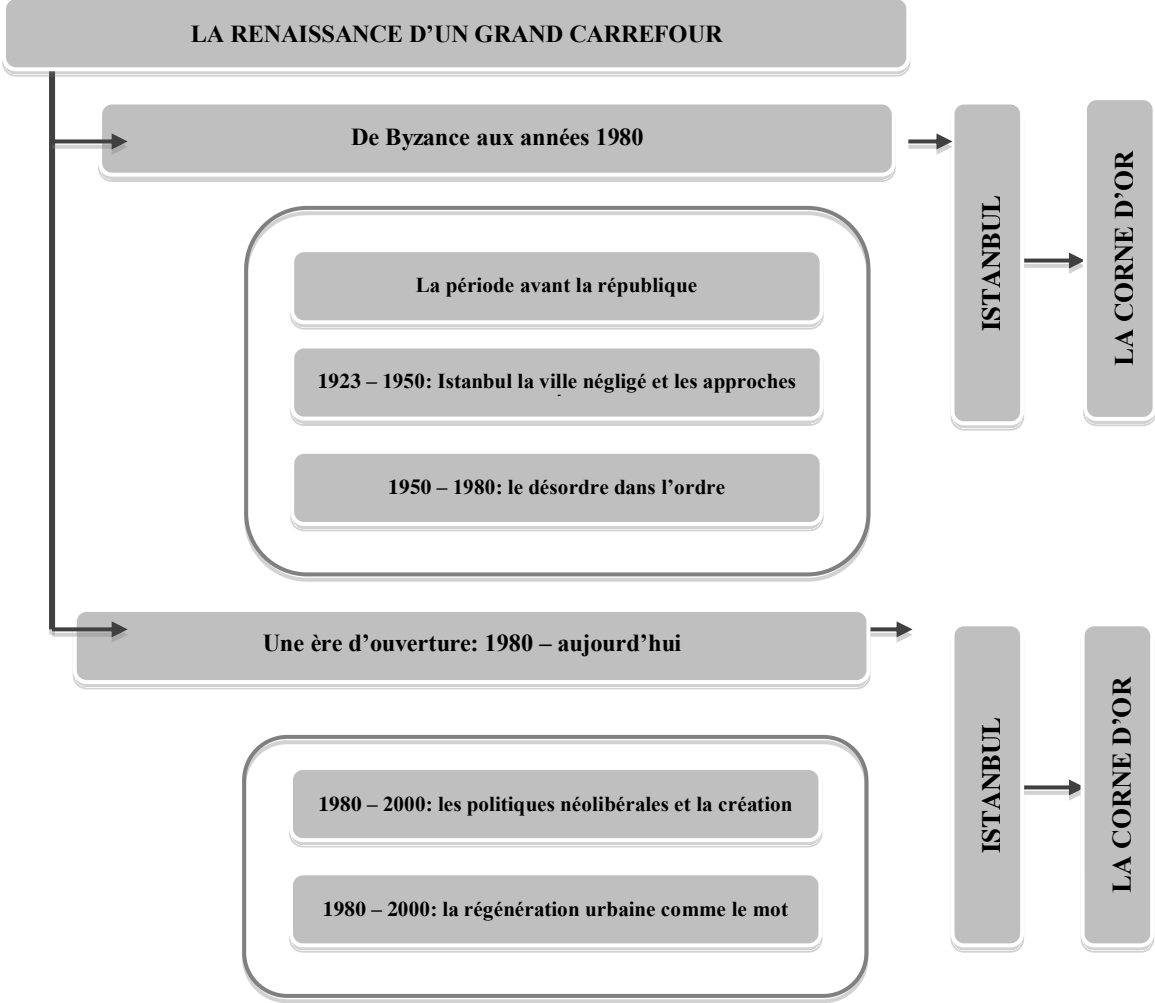 LA RENAISSANCE D’UN GRAND CARREFOUR
De Byzance aux années 1980
ISTANBUL
LA CORNE D’OR
La période avant la république
1923 – 1950: Istanbul la ville négligé et les approches
1950 – 1980: le désordre dans l’ordre
Une ère d’ouverture: 1980 – aujourd’hui
ISTANBUL
LA CORNE D’OR
1980 – 2000: les politiques néolibérales et la création
1980 – 2000: la régénération urbaine comme le mot